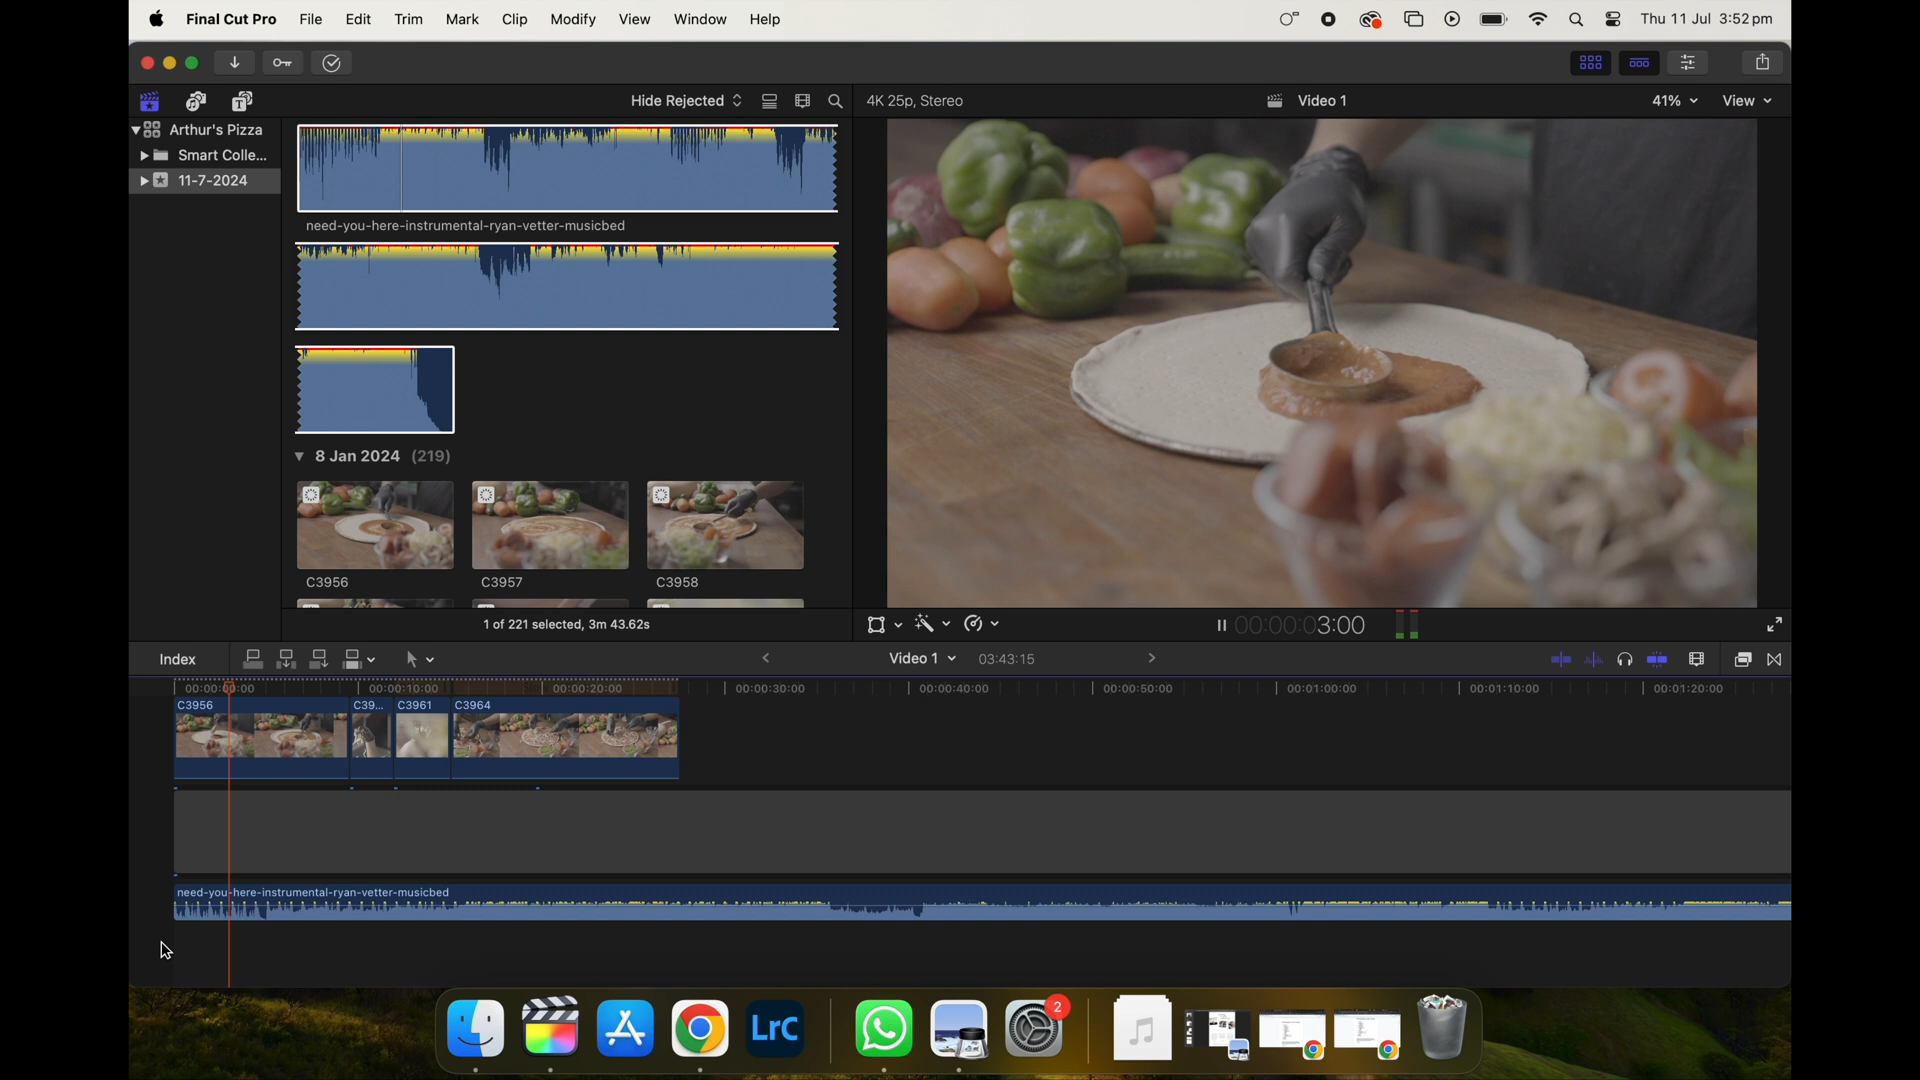 Final Cut Pro File Edit Trim Mark Clip Modify View Window Help Thu 11 Jul 3:52 pm
Hide Rejected 4K 25p, Stereo Video 1 41% View
Arthur's Pizza
Smart Colle...
11-7-2024
need-you-here-instrumental-ryan-vetter-musicbed
8 Jan 2024 (219)
C3956 C3957 C3958
1 of 221 selected, 3m 43.62s
00:00:03:00
Index Video 1 03:43:15
00:00:00:00 00:00:10:00 00:00:20:00 00:00:30:00 00:00:40:00 00:00:50:00 00:01:00:00 00:01:10:00 00:01:20:00
C3956 C39... C3961 C3964
need-you-here-instrumental-ryan-vetter-musicbed
LrC 2